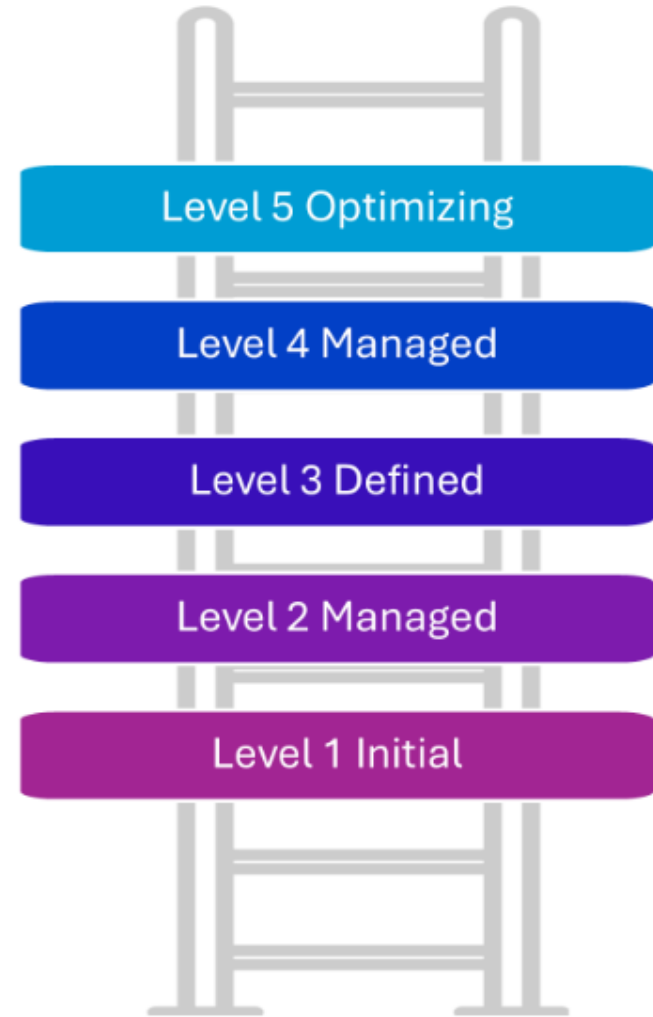 Level 5 Optimizing
Level 4 Managed
Level 3 Defined
Level 2 Managed
Level 1 Initial